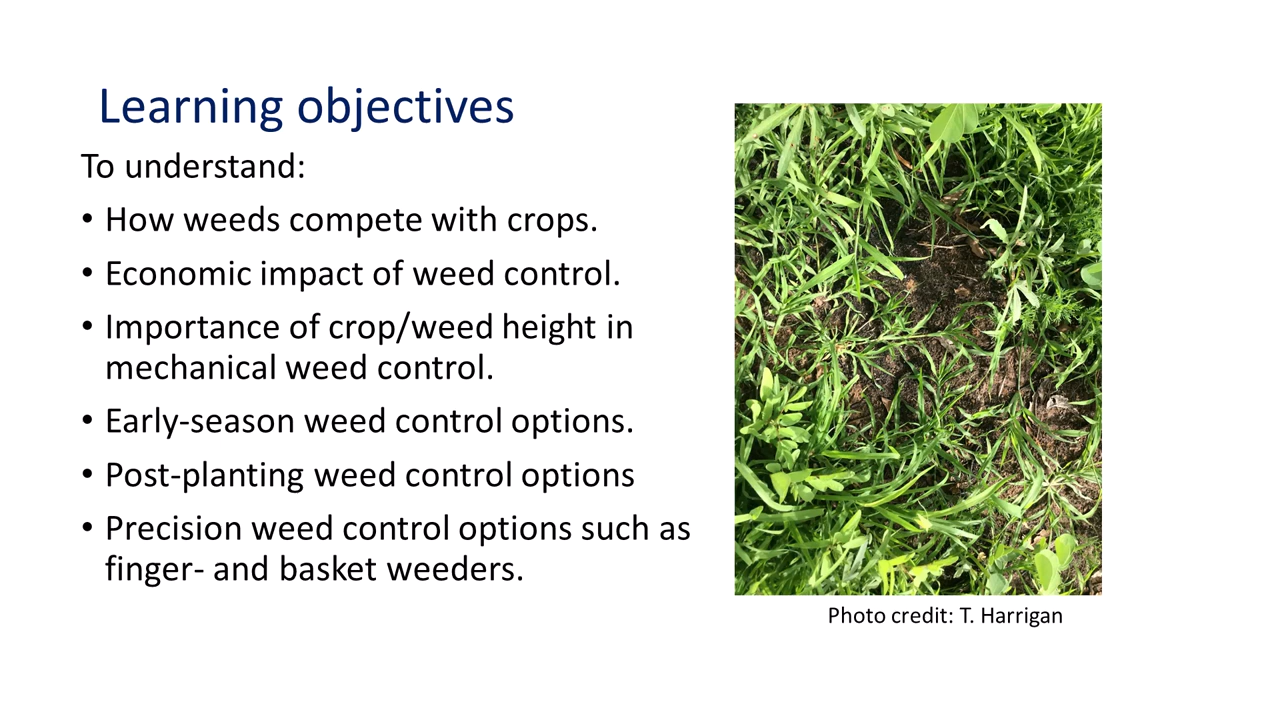 Learning objectives
To understand:
• How weeds compete with crops.
• Economic impact of weed control.
• Importance of crop/weed height in
mechanical weed control.
• Early-season weed control options.
• Post-planting weed control options
• Precision weed control options such as
finger- and basket weeders.
Photo credit: T. Harrigan